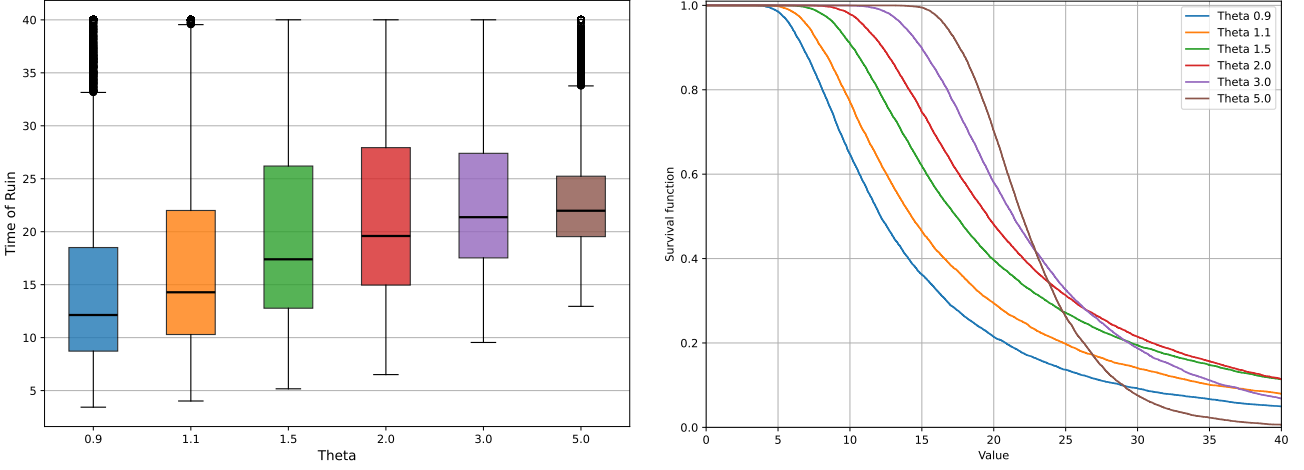 Time of Ruin
40
35
30
25
20
15
10
5
0.9 1.1 1.5 2.0 3.0 5.0
Theta
Survival function
1.0
0.8
0.6
0.4
0.2
0.0
0 5 10 15 20 25 30 35 40
Value
Theta 0.9
Theta 1.1
Theta 1.5
Theta 2.0
Theta 3.0
Theta 5.0